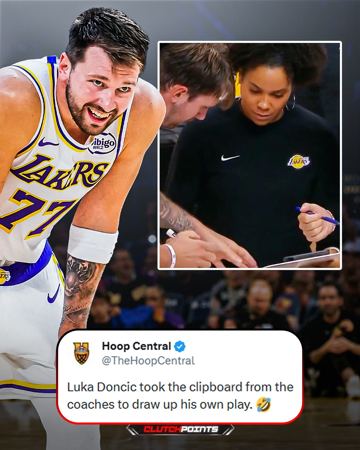 LAKERS
77
bibigo
LAKERS
Hoop Central
@TheHoopCentral
Luka Doncic took the clipboard from the
coaches to draw up his own play. 🤣
CLUTCHPOINTS